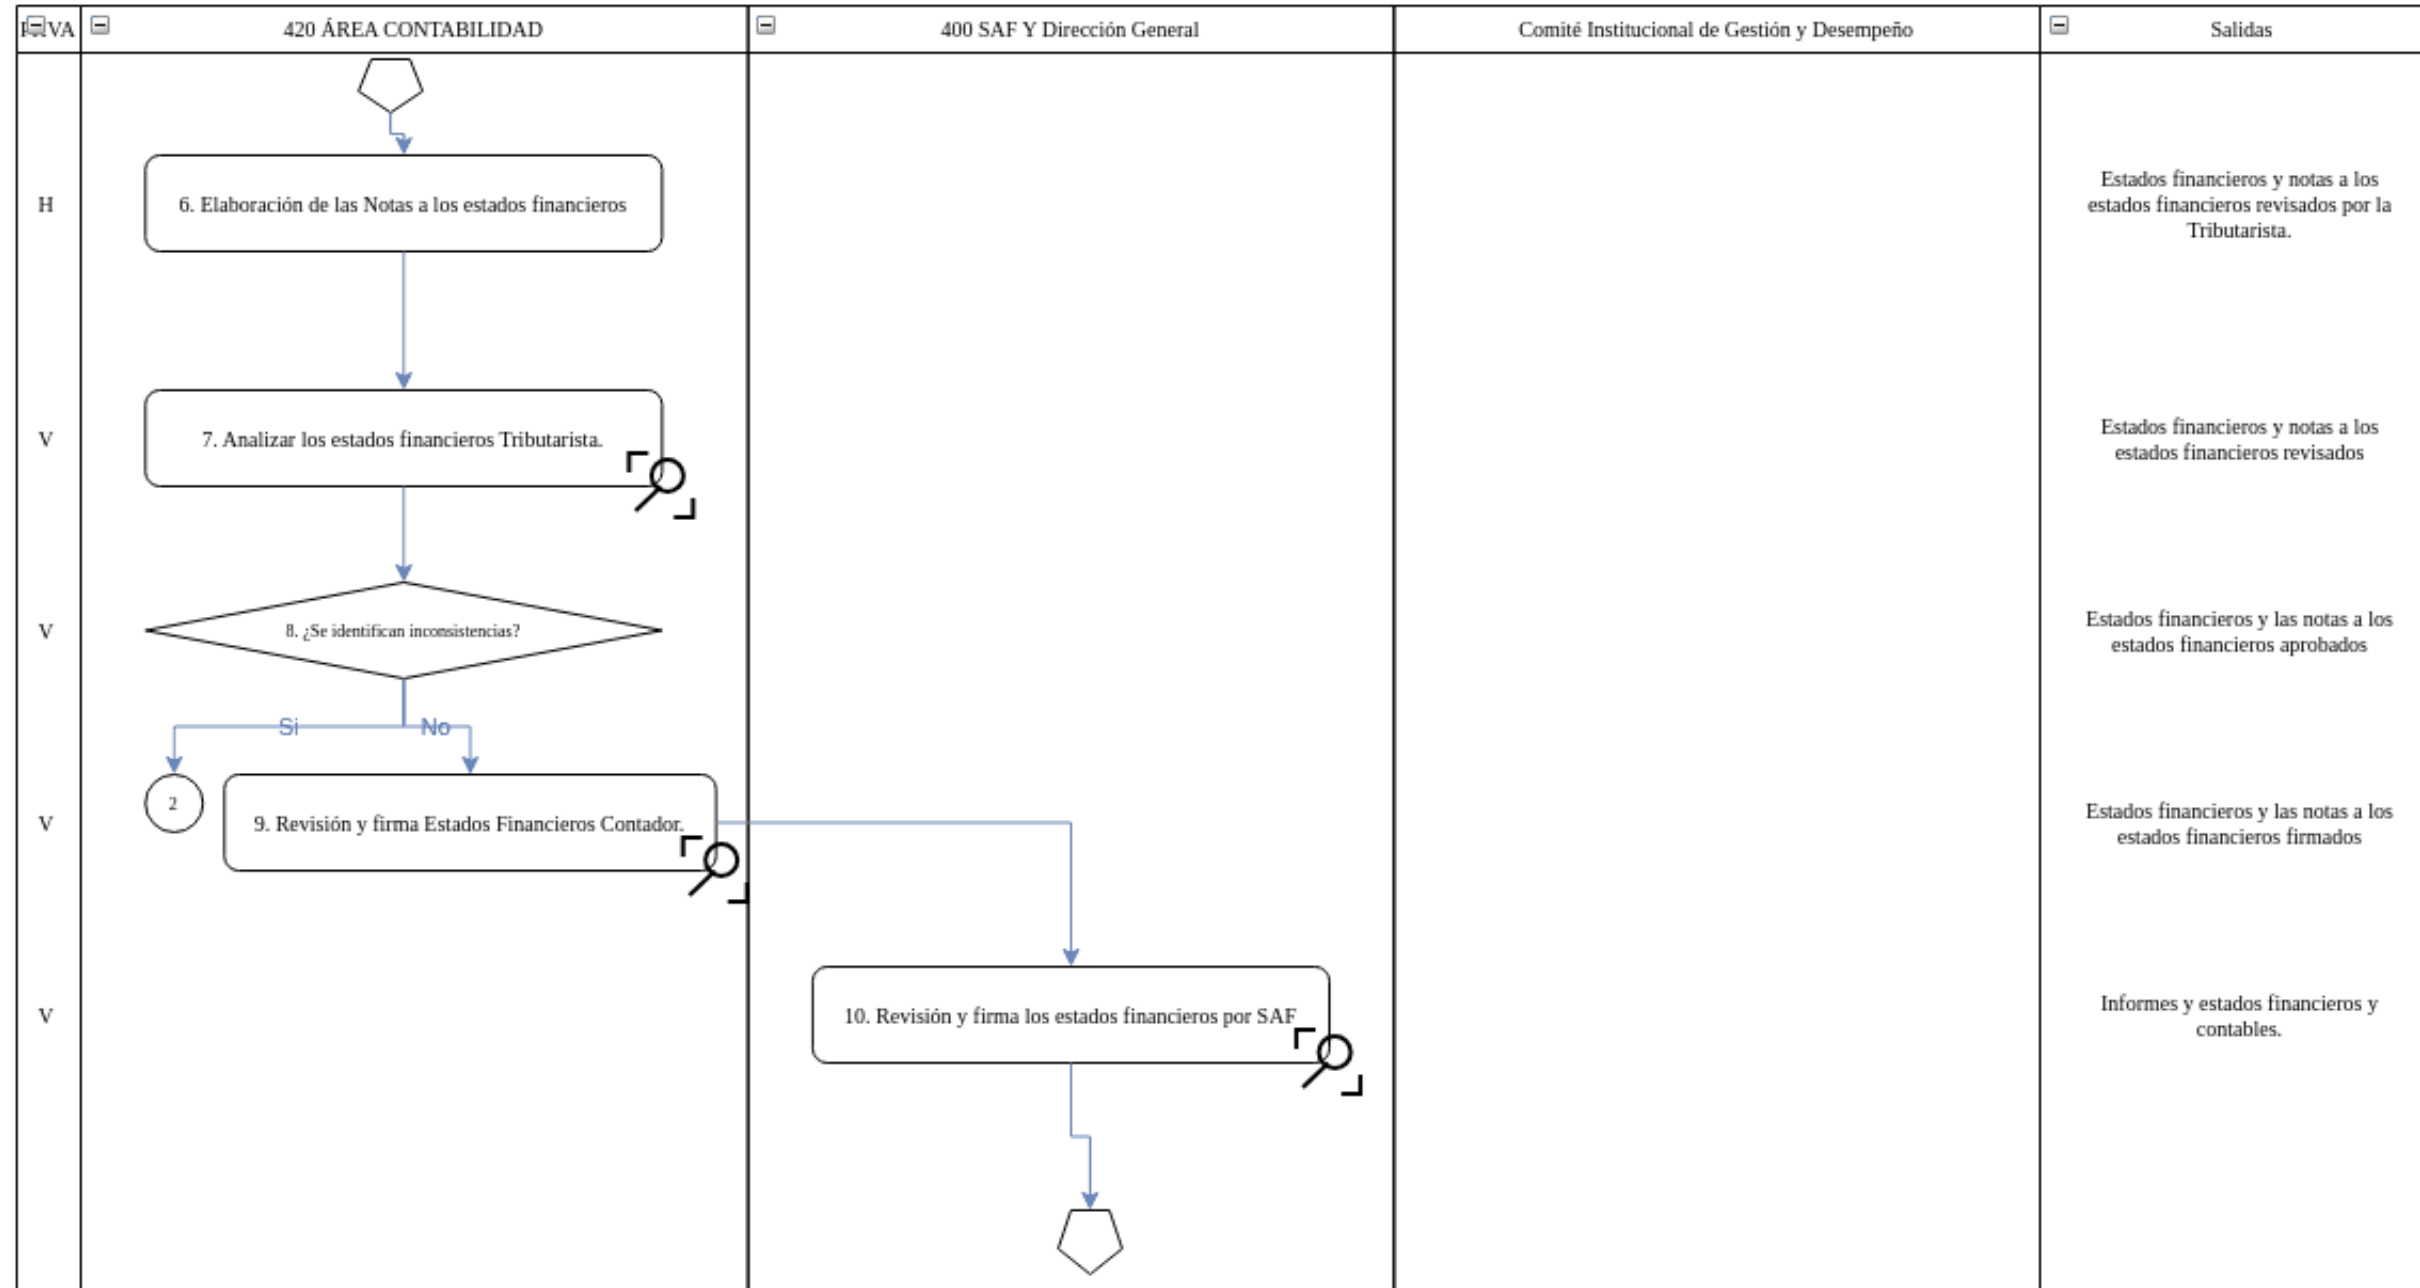 420 ÁREA CONTABILIDAD
400 SAF Y Dirección General
Comité Institucional de Gestión y Desempeño
Salidas
H
6. Elaboración de las Notas a los estados financieros
Estados financieros y notas a los
estados financieros revisados por la
Tributarista.
V
7. Analizar los estados financieros Tributarista.
Estados financieros y notas a los
estados financieros revisados
V
8. ¿Se identifican inconsistencias?
Estados financieros y las notas a los
estados financieros aprobados
Si
No
V
2
9. Revisión y firma Estados Financieros Contador.
Estados financieros y las notas a los
estados financieros firmados
V
10. Revisión y firma los estados financieros por SAF
Informes y estados financieros y
contables.